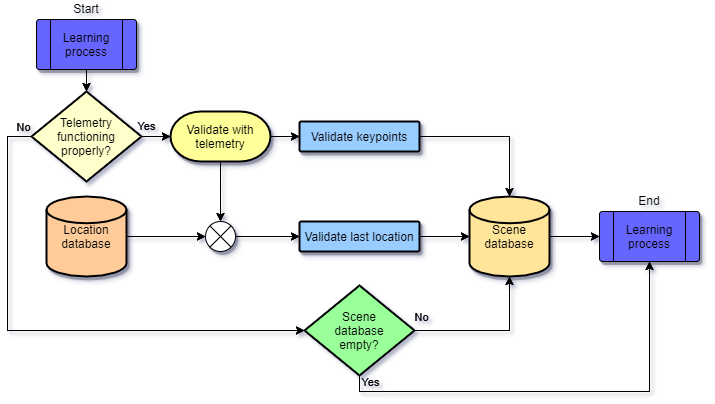 Start
Learning
process
No
Telemetry
functioning
properly?
Yes
Validate with
telemetry
Validate keypoints
Location
database
Validate last location
Scene
database
End
Learning
process
Scene
database
empty?
No
Yes